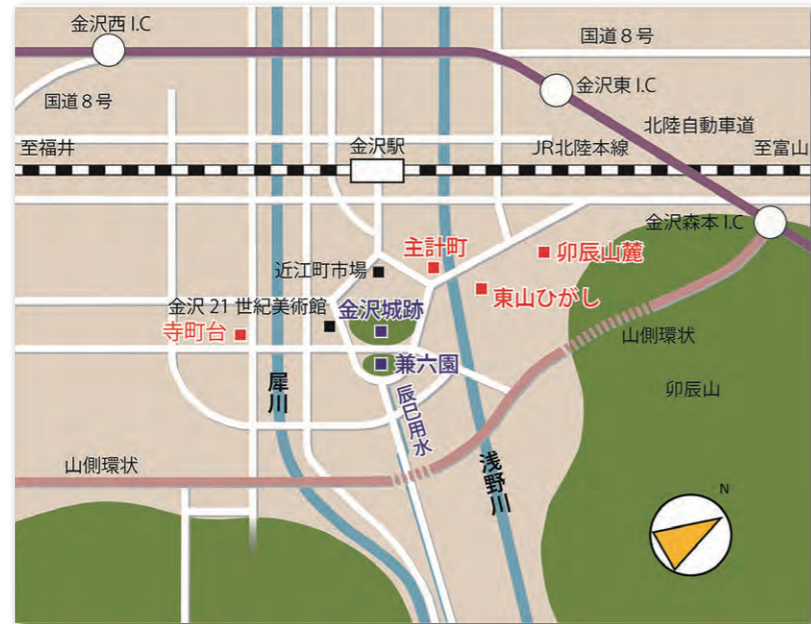 金沢西 I.C
国道８号
金沢東 I.C
国道８号
北陸自動車道
至福井
金沢駅
JR北陸本線
至富山
金沢森本 I.C
主計町
卯辰山麓
近江町市場
東山ひがし
金沢 21 世紀美術館
金沢城跡
寺町台
山側環状
兼六園
犀川
辰巳用水
卯辰山
山側環状
浅野川
N